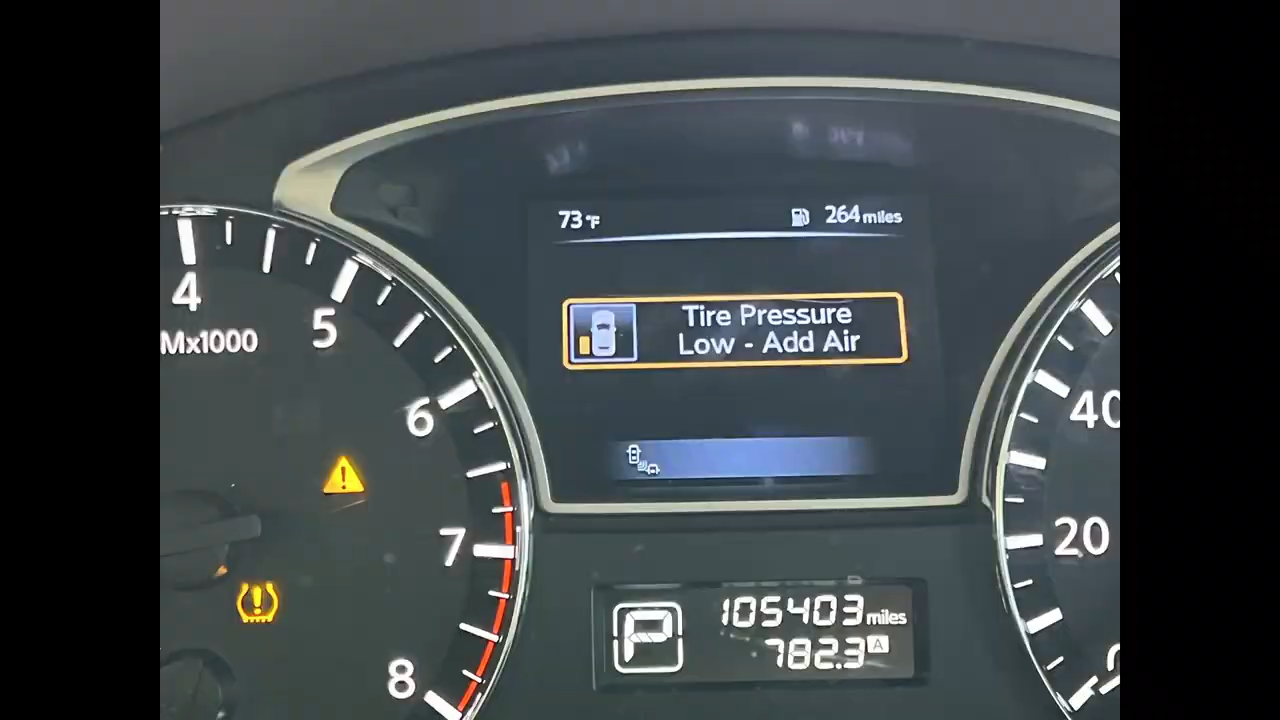 73°F
264 miles
4
Mx1000
5
6
7
8
Tire Pressure
Low - Add Air
40
20
P
105403 miles
782.3 A